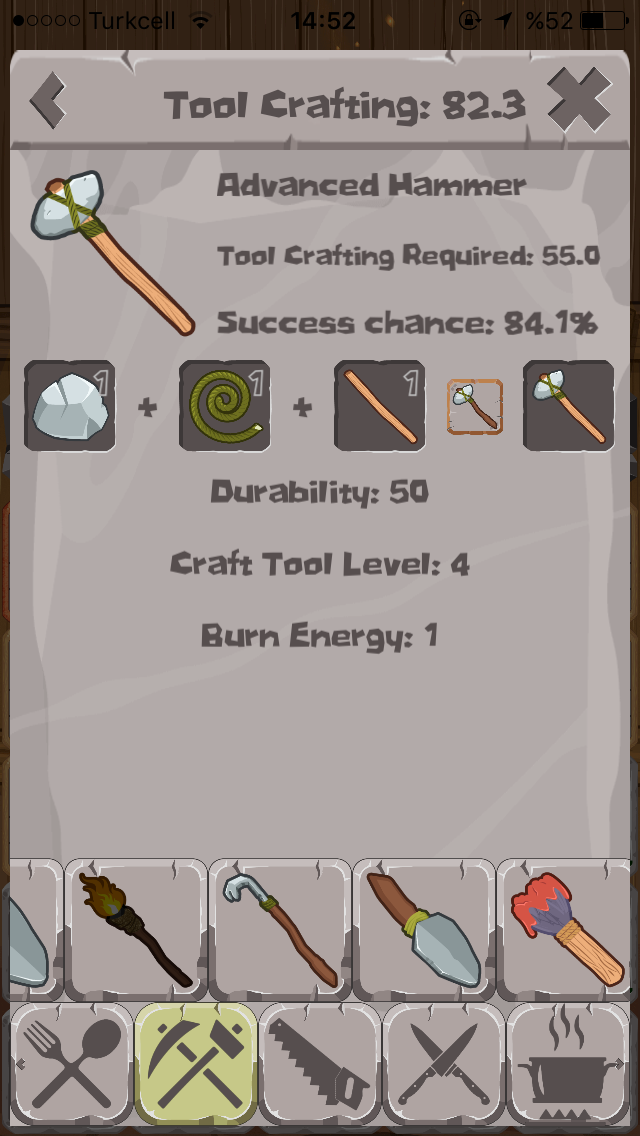 Turkcell 14:52 %52
Tool Crafting: 82.3
Advanced Hammer
Tool Crafting Required: 55.0
Success chance: 84.1%
1 + 1 + 1
Durability: 50
Craft Tool Level: 4
Burn Energy: 1